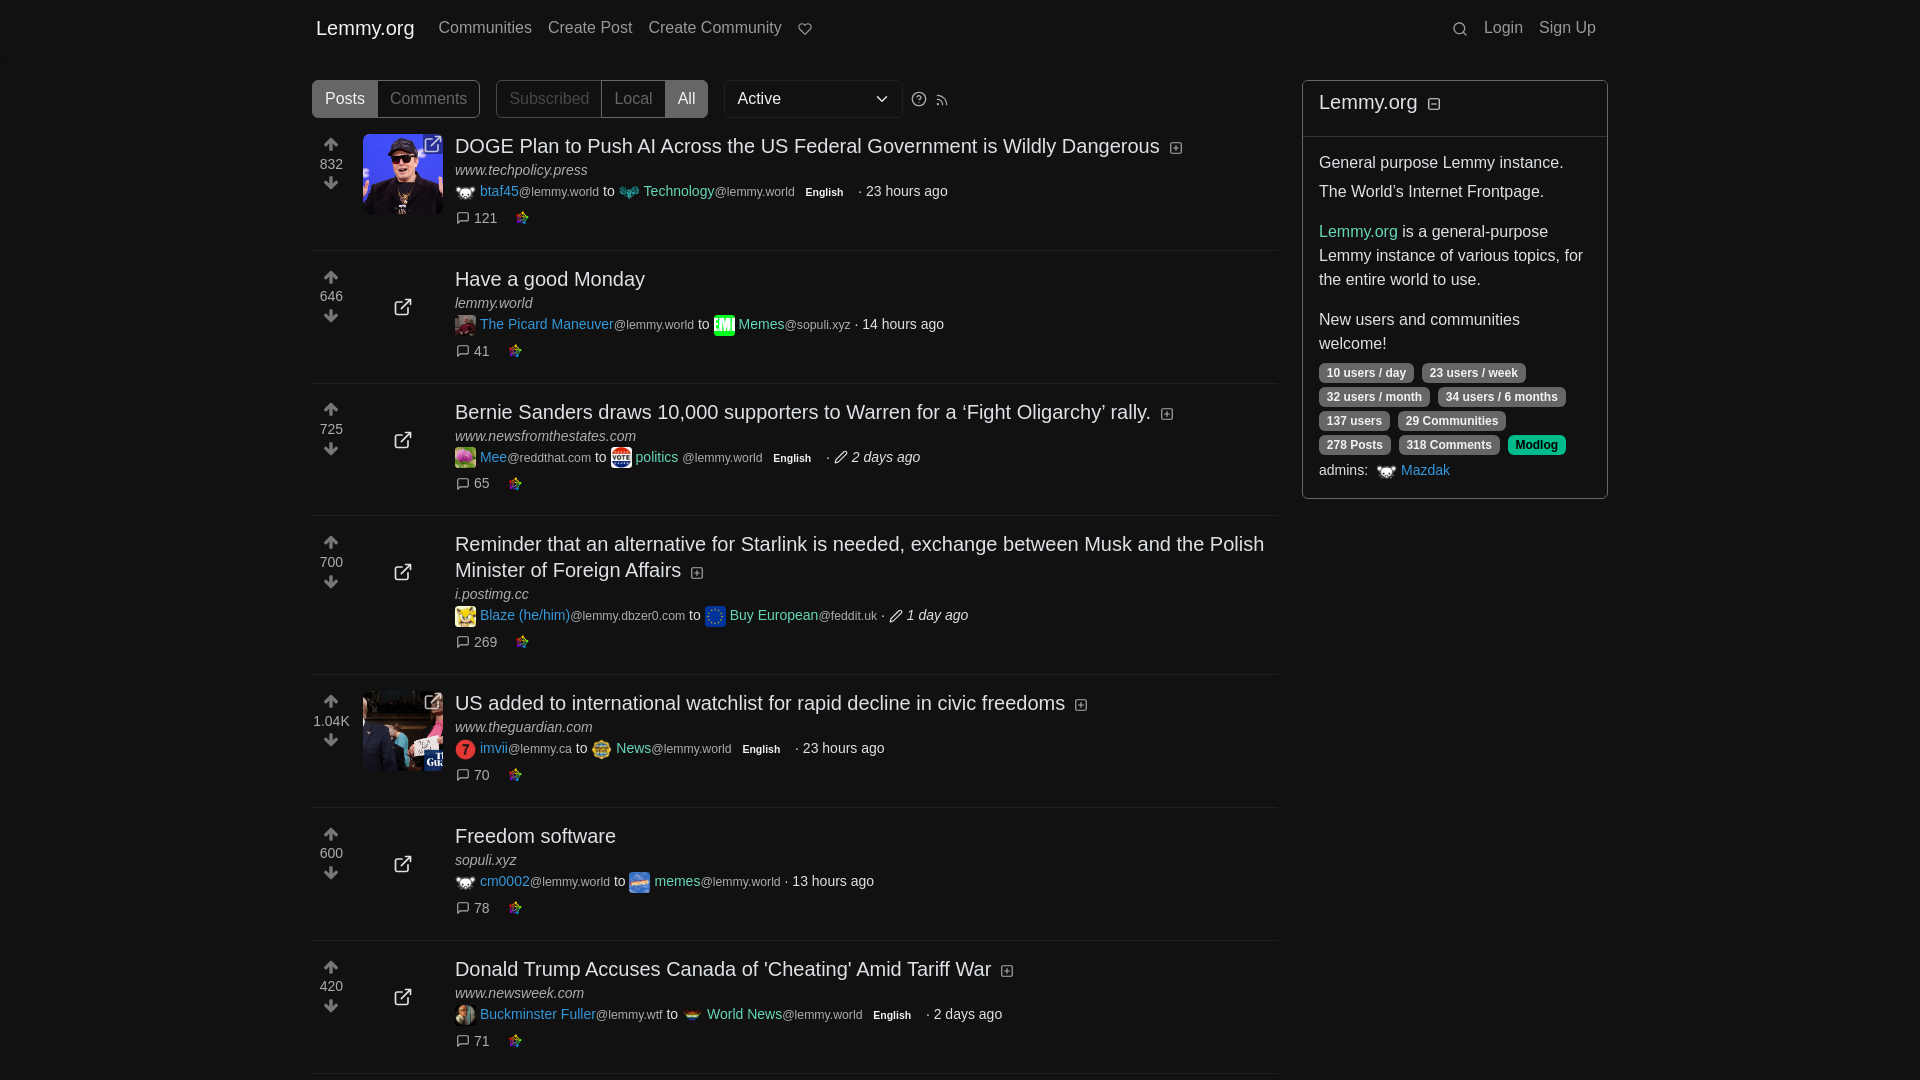 Lemmy.org Communities Create Post Create Community Login Sign Up
Posts Comments Subscribed Local All Active
832
DOGE Plan to Push AI Across the US Federal Government is Wildly Dangerous
www.techpolicy.press
btaf45@lemmy.world to Technology@lemmy.world English · 23 hours ago
121
646
Have a good Monday
lemmy.world
The Picard Maneuver@lemmy.world to Memes@sopuli.xyz · 14 hours ago
41
725
Bernie Sanders draws 10,000 supporters to Warren for a ‘Fight Oligarchy’ rally.
www.newsfromthestates.com
Mee@reddthat.com to politics @lemmy.world English · 2 days ago
65
700
Reminder that an alternative for Starlink is needed, exchange between Musk and the Polish
Minister of Foreign Affairs
i.postimg.cc
Blaze (he/him)@lemmy.dbzer0.com to Buy European@feddit.uk · 1 day ago
269
1.04K
US added to international watchlist for rapid decline in civic freedoms
www.theguardian.com
imvii@lemmy.ca to News@lemmy.world English · 23 hours ago
70
600
Freedom software
sopuli.xyz
cm0002@lemmy.world to memes@lemmy.world · 13 hours ago
78
420
Donald Trump Accuses Canada of 'Cheating' Amid Tariff War
www.newsweek.com
Buckminster Fuller@lemmy.wtf to World News@lemmy.world English · 2 days ago
71
Lemmy.org
General purpose Lemmy instance.
The World’s Internet Frontpage.
Lemmy.org is a general-purpose
Lemmy instance of various topics, for
the entire world to use.
New users and communities
welcome!
10 users / day 23 users / week
32 users / month 34 users / 6 months
137 users 29 Communities
278 Posts 318 Comments Modlog
admins: Mazdak